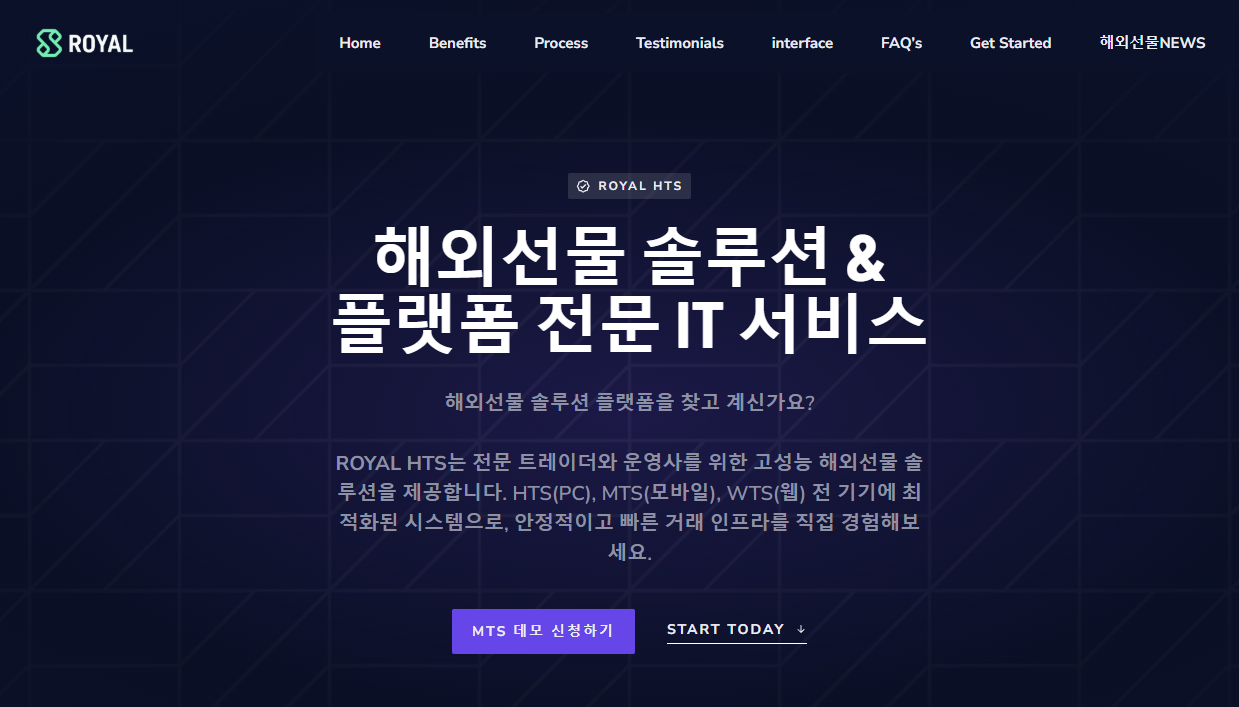 ROYAL
Home Benefits Process Testimonials interface FAQ's Get Started 해외선물NEWS
ROYAL HTS
해외선물 솔루션 &
플랫폼 전문 IT 서비스
해외선물 솔루션 플랫폼을 찾고 계신가요?
ROYAL HTS는 전문 트레이더와 운영사를 위한 고성능 해외선물 솔
루션을 제공합니다. HTS(PC), MTS(모바일), WTS(웹) 전 기기에 최
적화된 시스템으로, 안정적이고 빠른 거래 인프라를 직접 경험해보
세요.
MTS 데모 신청하기
START TODAY ↓